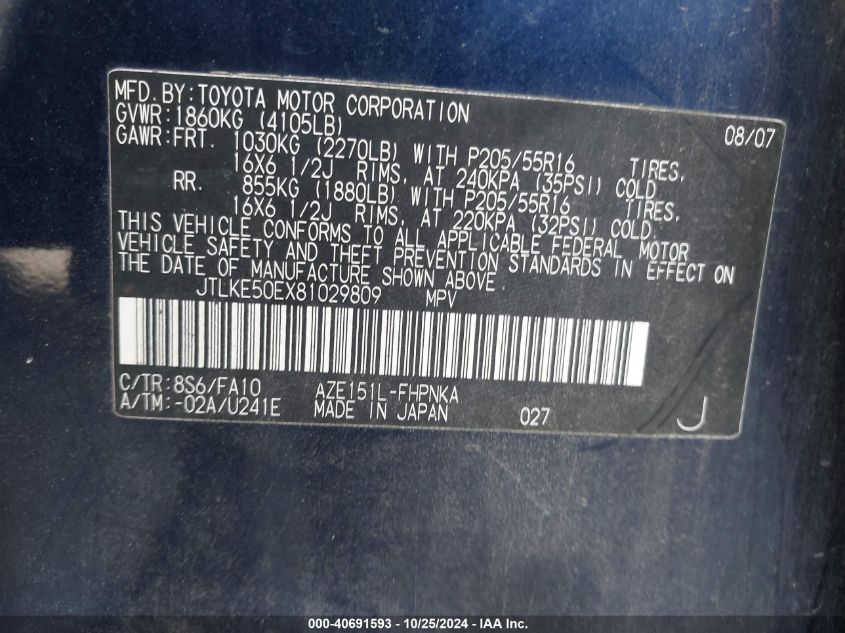 MFD. BY: TOYOTA MOTOR CORPORATION 08/07
GVWR: 1860KG (4105LB)
GAWR: FRT. 1030KG (2270LB) WITH P205/55R16 TIRES,
16X6 1/2J RIMS, AT 240KPA (35PSI) COLD
RR. 855KG (1880LB) WITH P205/55R16 TIRES,
16X6 1/2J RIMS, AT 220KPA (32PSI) COLD.
THIS VEHICLE CONFORMS TO ALL APPLICABLE FEDERAL MOTOR
VEHICLE SAFETY AND THEFT PREVENTION STANDARDS IN EFFECT ON
THE DATE OF MANUFACTURE SHOWN ABOVE.
JTLKE50EX81029809 MPV
C/TR: 8S6/FA10 AZE151L-FHPNKA
A/TM: -02A/U241E MADE IN JAPAN 027 J
000-40691593 - 10/25/2024 - IAA Inc.